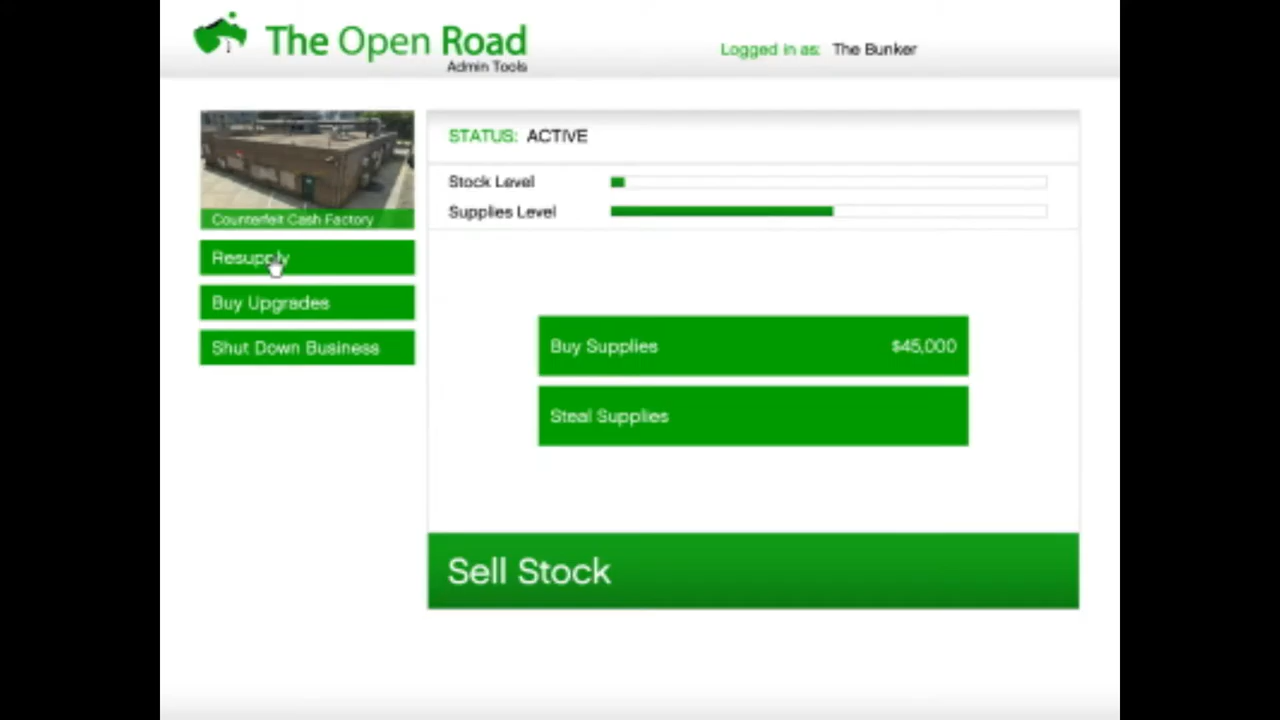 The Open Road
Admin Tools
Logged in as: The Bunker
Counterfeit Cash Factory
Resupply
Buy Upgrades
Shut Down Business
STATUS: ACTIVE
Stock Level
Supplies Level
Buy Supplies $45,000
Steal Supplies
Sell Stock